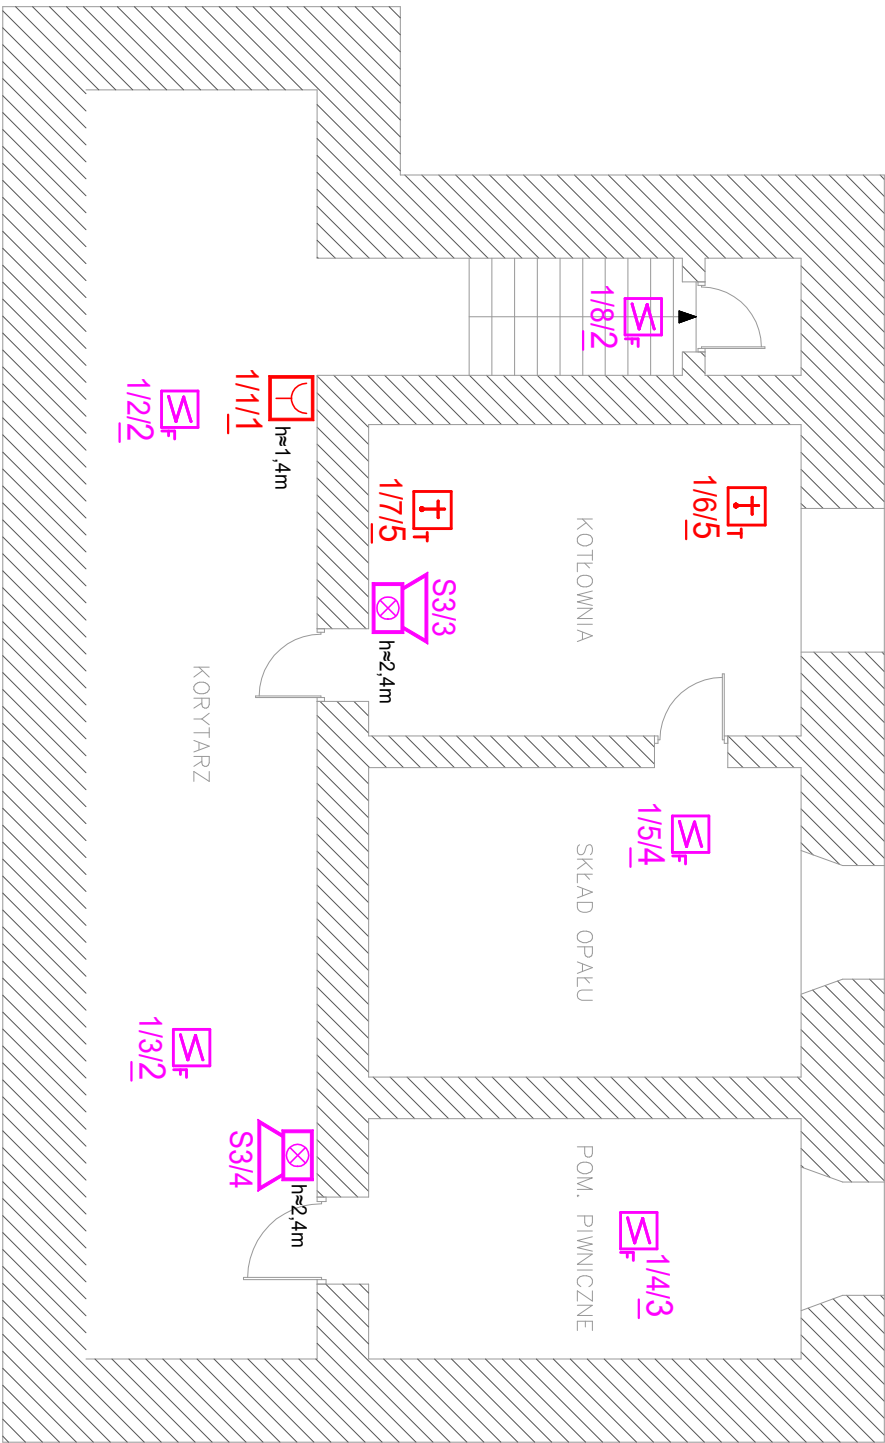 1/8/2
F
1/6/5
T
1/7/5
T
KOTŁOWNIA
S3/3
h≈2,4m
1/1/1
h≈1,4m
1/2/2
F
KORYTARZ
1/5/4
F
SKŁAD OPAŁU
1/3/2
F
S3/4
h≈2,4m
1/4/3
F
POM. PIWNICZNE